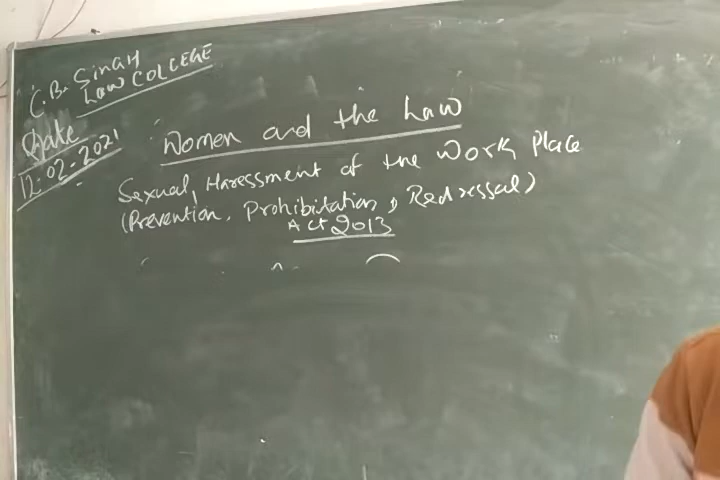 C.B. Singh
Law COLLEGE
Date
12-02-2021
Women and the Law
Sexual, Haressment of the Work Place
(Prevention, Prohibitation, Redressal)
Act 2013